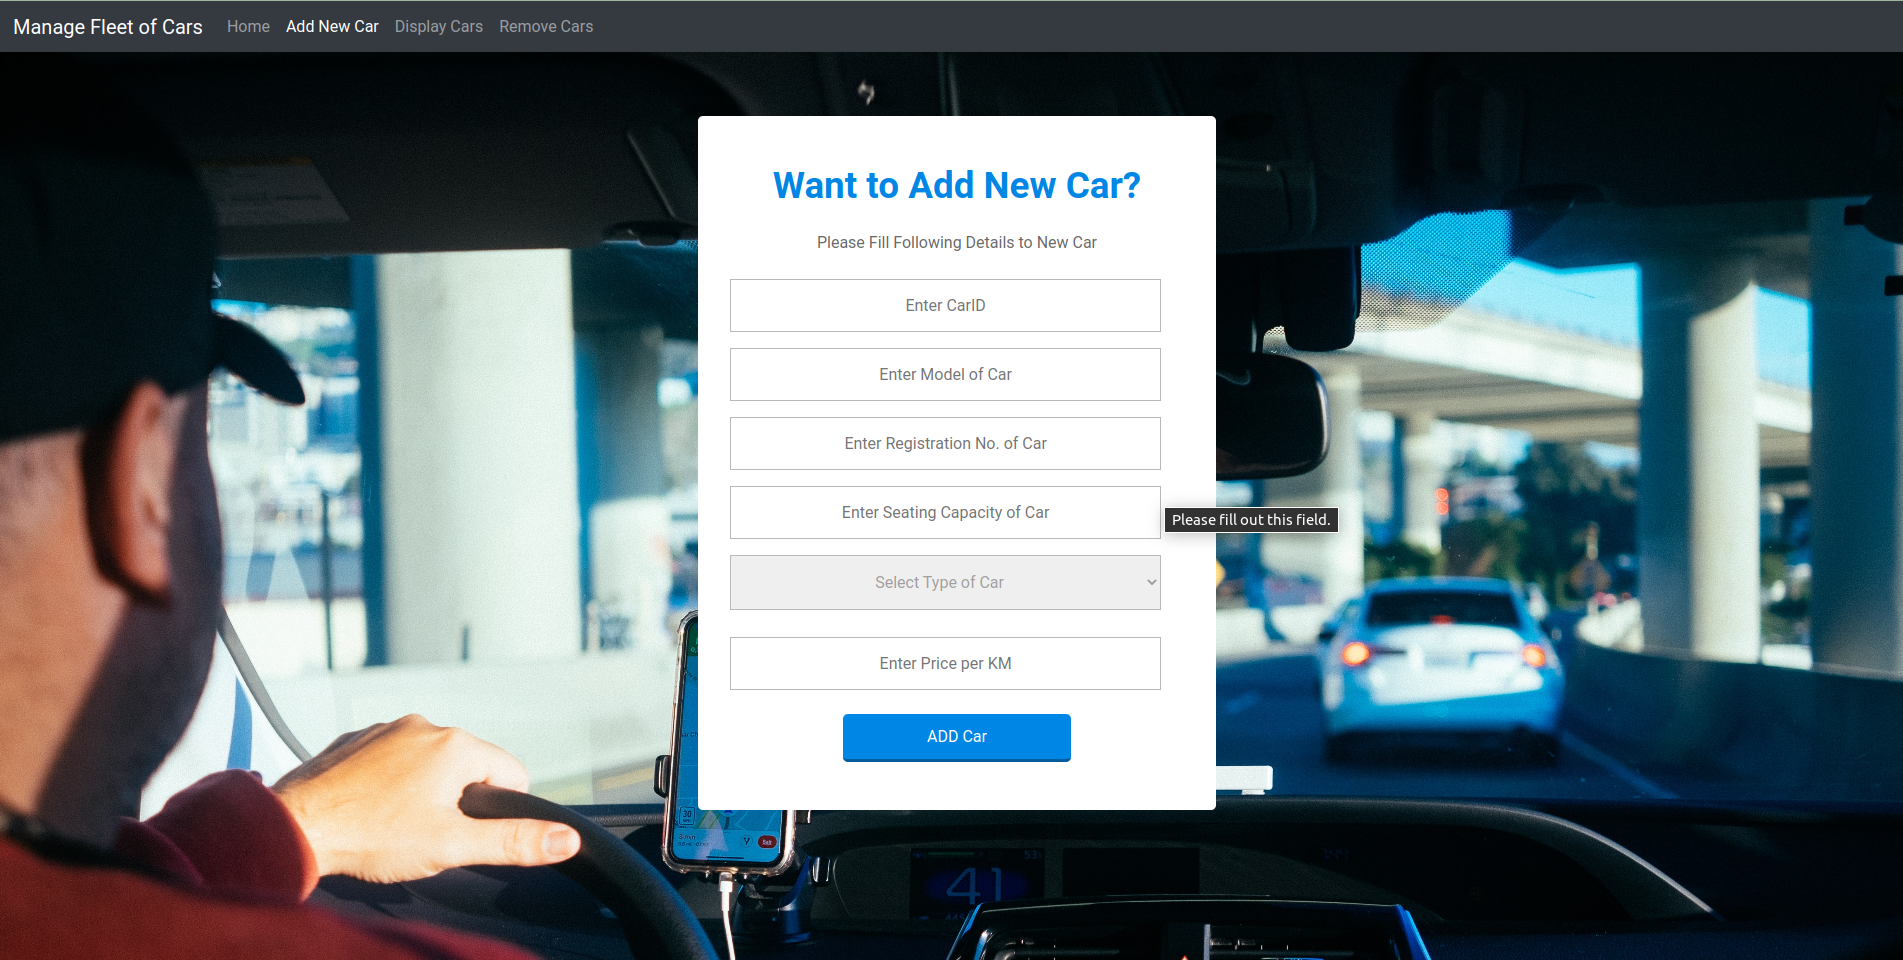 Manage Fleet of Cars Home Add New Car Display Cars Remove Cars
Want to Add New Car?
Please Fill Following Details to New Car
Enter CarID
Enter Model of Car
Enter Registration No. of Car
Enter Seating Capacity of Car
Please fill out this field.
Select Type of Car
Enter Price per KM
ADD Car
30
41